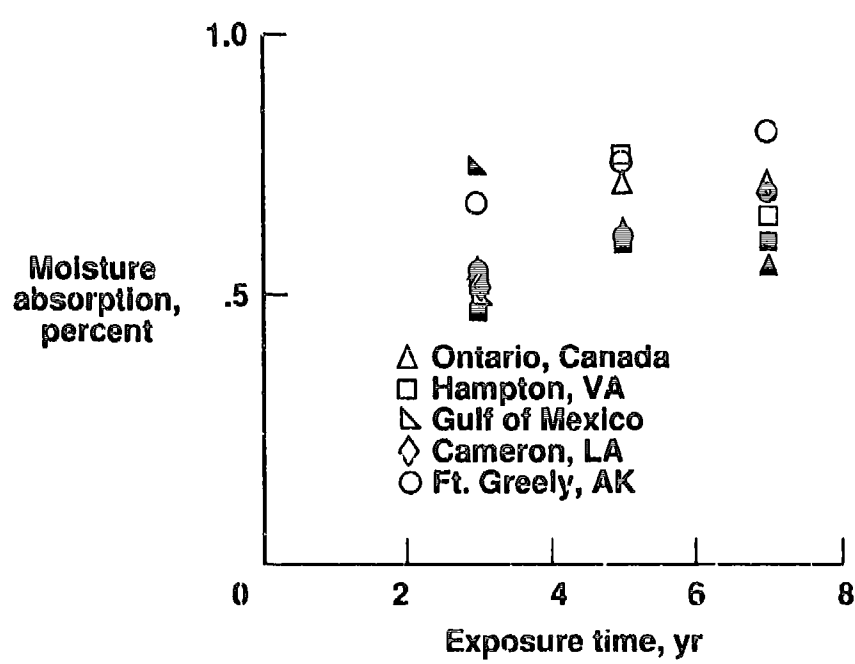 1.0
Moisture
absorption,
percent
.5
Ontario, Canada
Hampton, VA
Gulf of Mexico
Cameron, LA
Ft. Greely, AK
0 2 4 6 8
Exposure time, yr